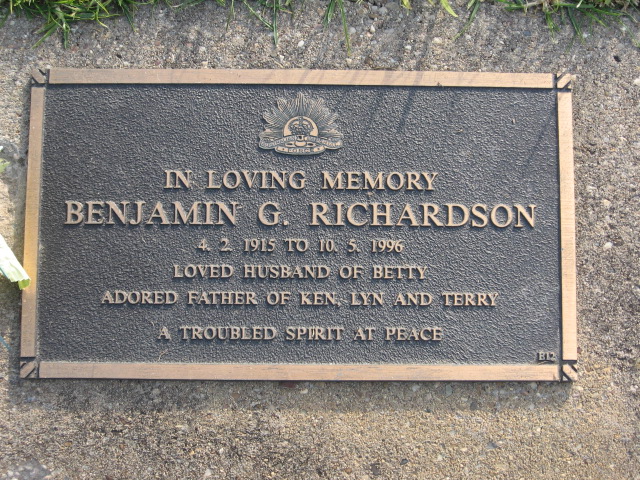 IN LOVING MEMORY
BENJAMIN G. RICHARDSON
4. 2. 1915 TO 10. 5. 1996
LOVED HUSBAND OF BETTY
ADORED FATHER OF KEN, LYN AND TERRY
A TROUBLED SPIRIT AT PEACE
E12